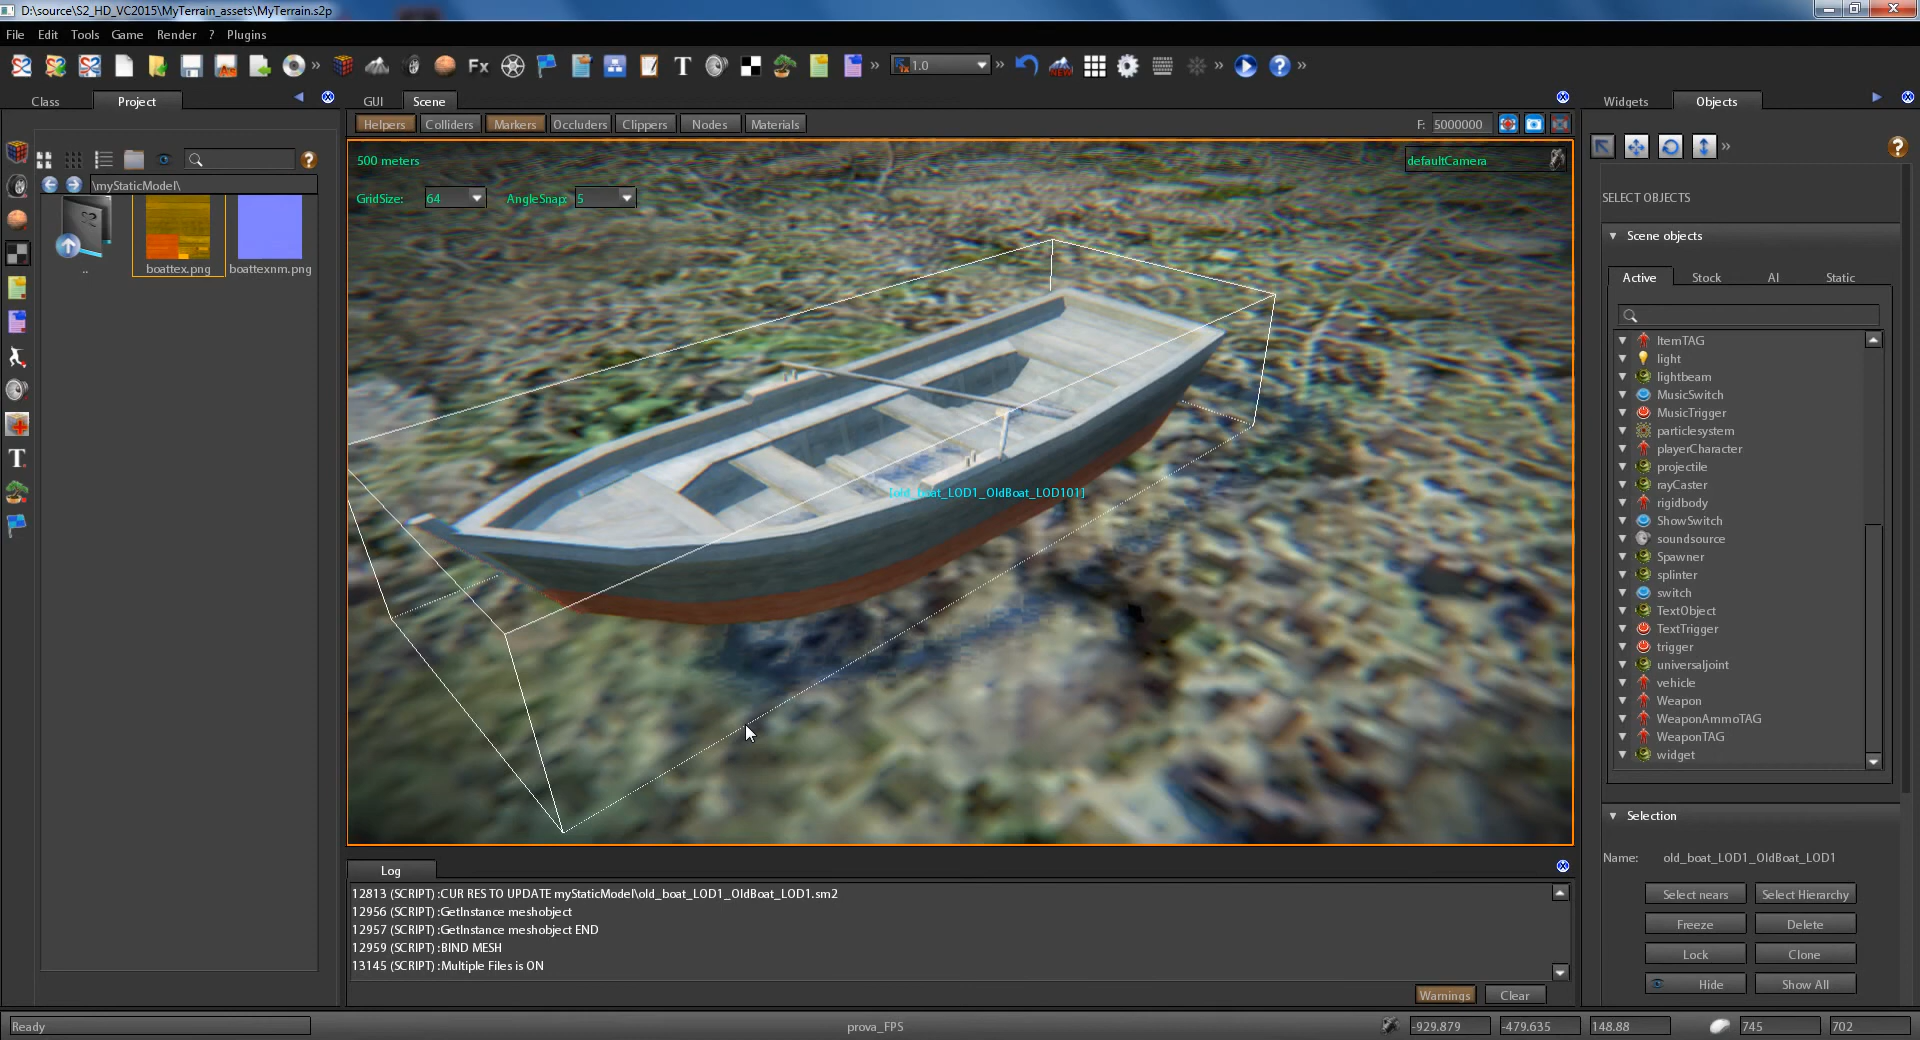 D:\source\S2_HD_VC2015\MyTerrain_assets\MyTerrain.s2p
File Edit Tools Game Render ? Plugins
Fx T 1.0 NEW
Class Project GUI Scene Widgets Objects
Helpers Colliders Markers Occluders Clippers Nodes Materials F: 5000000
500 meters defaultCamera
\myStaticModel\
GridSize: 64 AngleSnap: 5
S2
.. boattex.png boattexnm.png
T
[old_boat_LOD1_OldBoat_LOD101]
SELECT OBJECTS
Scene objects
Active Stock AI Static
ItemTAG
light
lightbeam
MusicSwitch
MusicTrigger
particlesystem
playerCharacter
projectile
rayCaster
rigidbody
ShowSwitch
soundsource
Spawner
splinter
switch
TextObject
TextTrigger
trigger
universaljoint
vehicle
Weapon
WeaponAmmoTAG
WeaponTAG
widget
Selection
Name: old_boat_LOD1_OldBoat_LOD1
Select nears Select Hierarchy
Freeze Delete
Lock Clone
Hide Show All
Log
12813 (SCRIPT) :CUR RES TO UPDATE myStaticModel\old_boat_LOD1_OldBoat_LOD1.sm2
12956 (SCRIPT) :GetInstance meshobject
12957 (SCRIPT) :GetInstance meshobject END
12959 (SCRIPT) :BIND MESH
13145 (SCRIPT) :Multiple Files is ON
Warnings Clear
Ready prova_FPS -929.879 -479.635 148.88 745 702